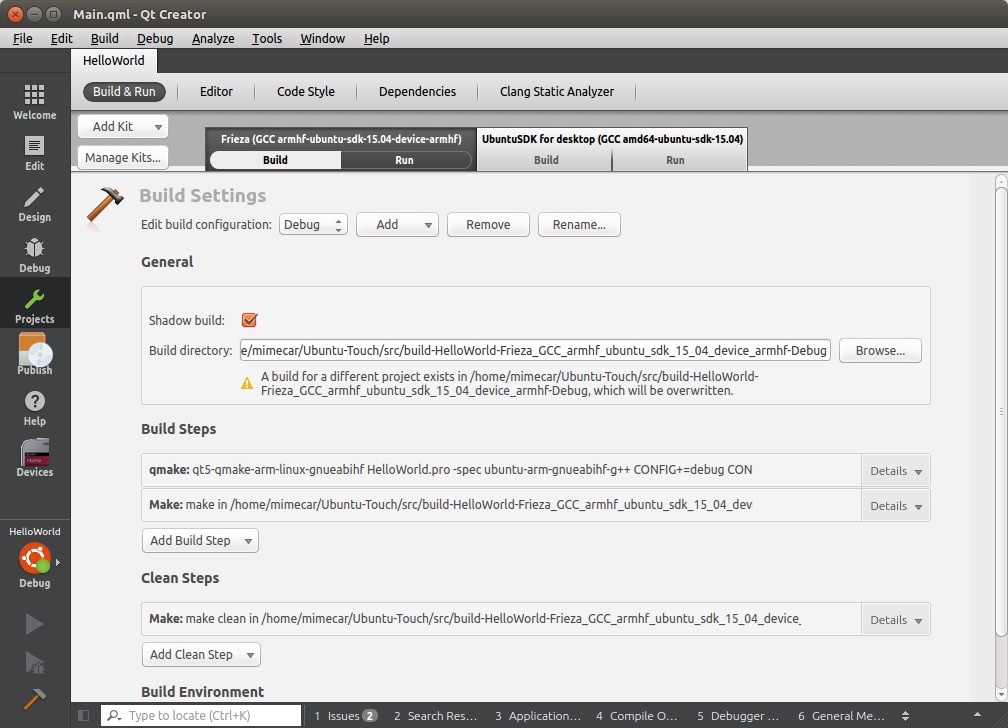 Main.qml - Qt Creator
File Edit Build Debug Analyze Tools Window Help
HelloWorld
Build & Run Editor Code Style Dependencies Clang Static Analyzer
Add Kit
Manage Kits...
Frieza (GCC armhf-ubuntu-sdk-15.04-device-armhf)
Build Run
UbuntuSDK for desktop (GCC amd64-ubuntu-sdk-15.04)
Build Run
Welcome
Edit
Design
Debug
Projects
Publish
Help
Devices
HelloWorld
Debug
Build Settings
Edit build configuration: Debug Add Remove Rename...
General
Shadow build:
Build directory: e/mimecar/Ubuntu-Touch/src/build-HelloWorld-Frieza_GCC_armhf_ubuntu_sdk_15_04_device_armhf-Debug Browse...
A build for a different project exists in /home/mimecar/Ubuntu-Touch/src/build-HelloWorld-
Frieza_GCC_armhf_ubuntu_sdk_15_04_device_armhf-Debug, which will be overwritten.
Build Steps
qmake: qt5-qmake-arm-linux-gnueabihf HelloWorld.pro -spec ubuntu-arm-gnueabihf-g++ CONFIG+=debug CON Details
Make: make in /home/mimecar/Ubuntu-Touch/src/build-HelloWorld-Frieza_GCC_armhf_ubuntu_sdk_15_04_devi Details
Add Build Step
Clean Steps
Make: make clean in /home/mimecar/Ubuntu-Touch/src/build-HelloWorld-Frieza_GCC_armhf_ubuntu_sdk_15_04_device_ Details
Add Clean Step
Build Environment
Type to locate (Ctrl+K) 1 Issues 2 2 Search Res... 3 Application... 4 Compile O... 5 Debugger ... 6 General Me...